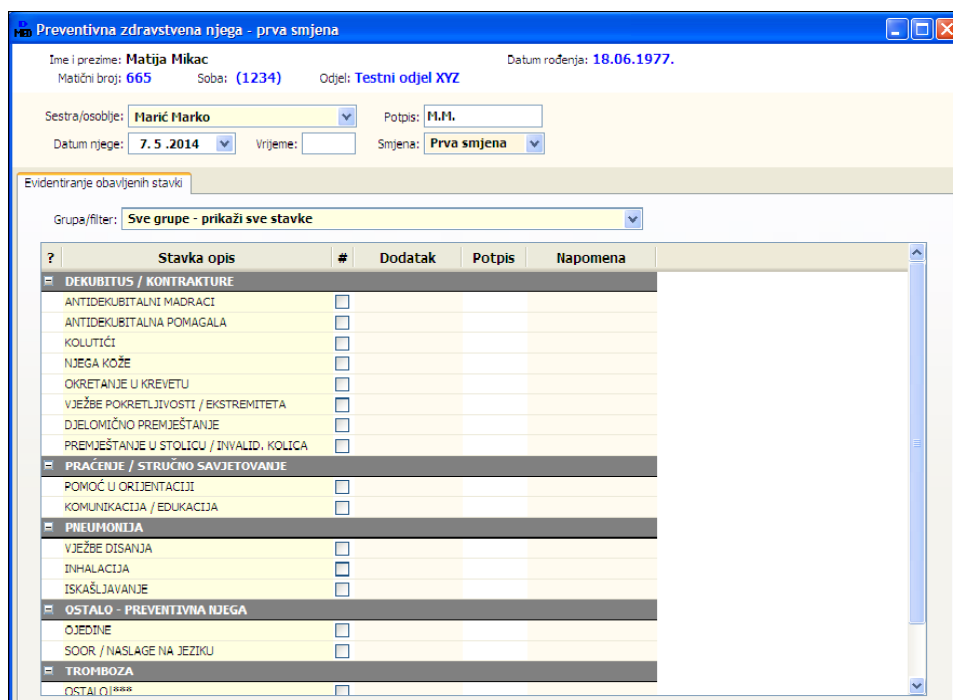 ID MED Preventivna zdravstvena njega - prva smjena
Ime i prezime: Matija Mikac Datum rođenja: 18.06.1977.
Matični broj: 665 Soba: (1234) Odjel: Testni odjel XYZ
Sestra/osoblje: Marić Marko Potpis: M.M.
Datum njege: 7. 5 .2014 Vrijeme: Smjena: Prva smjena
Evidentiranje obavljenih stavki
Grupa/filter: Sve grupe - prikaži sve stavke
? Stavka opis # Dodatak Potpis Napomena
DEKUBITUS / KONTRAKTURE
ANTIDEKUBITALNI MADRACI
ANTIDEKUBITALNA POMAGALA
KOLUTIĆI
NJEGA KOŽE
OKRETANJE U KREVETU
VJEŽBE POKRETLJIVOSTI / EKSTREMITETA
DJELOMIČNO PREMJEŠTANJE
PREMJEŠTANJE U STOLICU / INVALID. KOLICA
PRAĆENJE / STRUČNO SAVJETOVANJE
POMOĆ U ORIJENTACIJI
KOMUNIKACIJA / EDUKACIJA
PNEUMONIJA
VJEŽBE DISANJA
INHALACIJA
ISKAŠLJAVANJE
OSTALO - PREVENTIVNA NJEGA
OJEDINE
SOOR / NASLAGE NA JEZIKU
TROMBOZA
OSTALO|***